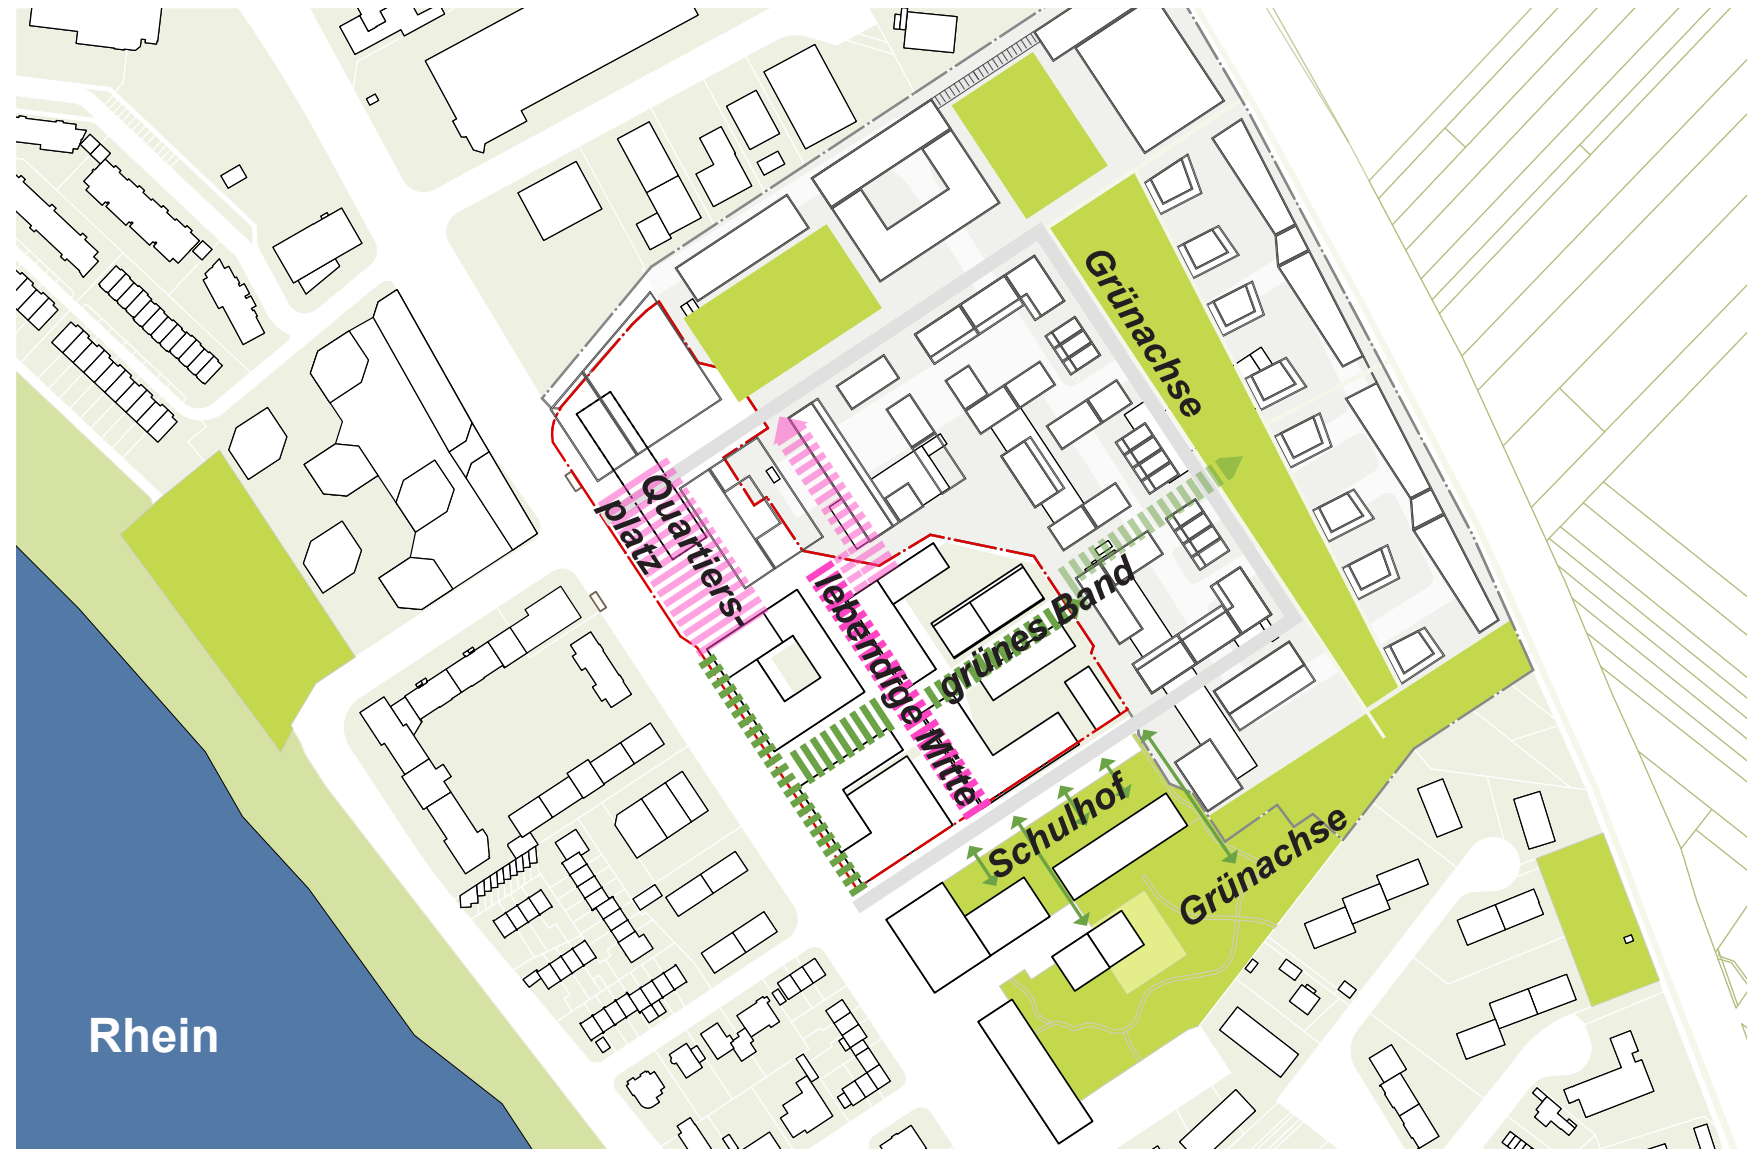 Grünachse
Quartiers-
platz
lebendige Mitte
grünes Band
Schulhof
Grünachse
Rhein